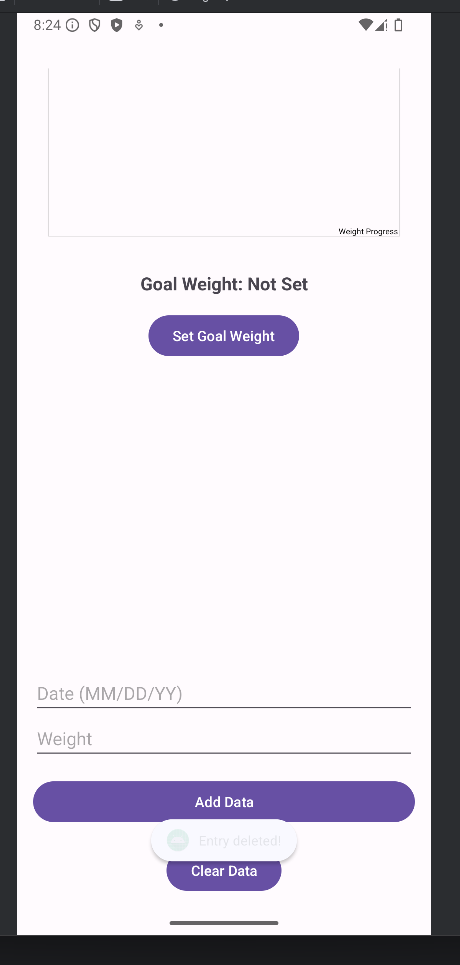 8:24
Weight Progress
Goal Weight: Not Set
Set Goal Weight
Date (MM/DD/YY)
Weight
Add Data
Entry deleted!
Clear Data